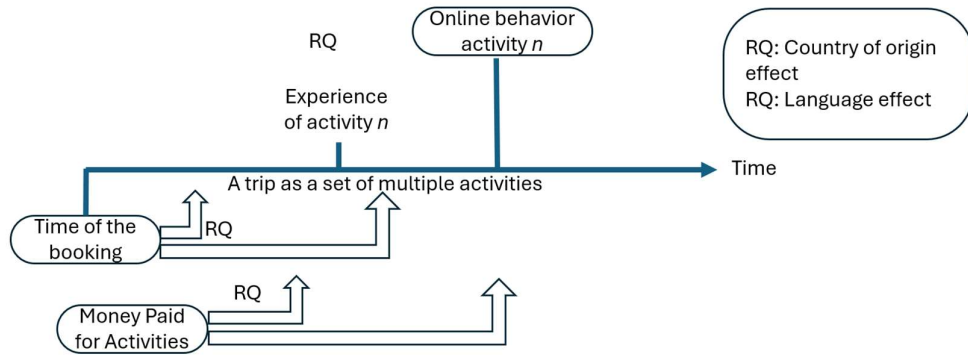 RQ
Online behavior
activity n
RQ: Country of origin
effect
RQ: Language effect
Experience
of activity n
Time
A trip as a set of multiple activities
Time of the
booking
RQ
RQ
Money Paid
for Activities